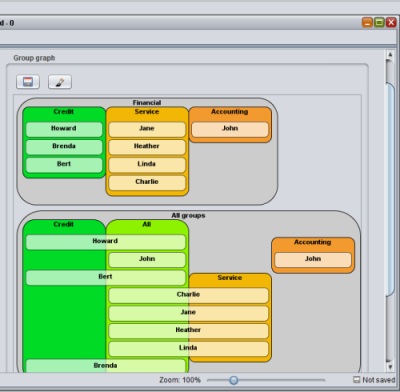 d - 0
Group graph
Financial
Credit Service Accounting
Howard Jane John
Brenda Heather
Bert Linda
Charlie
All groups
Credit All
Howard Accounting
John John
Bert Service
Charlie
Jane
Heather
Linda
Brenda
Zoom: 100% Not saved